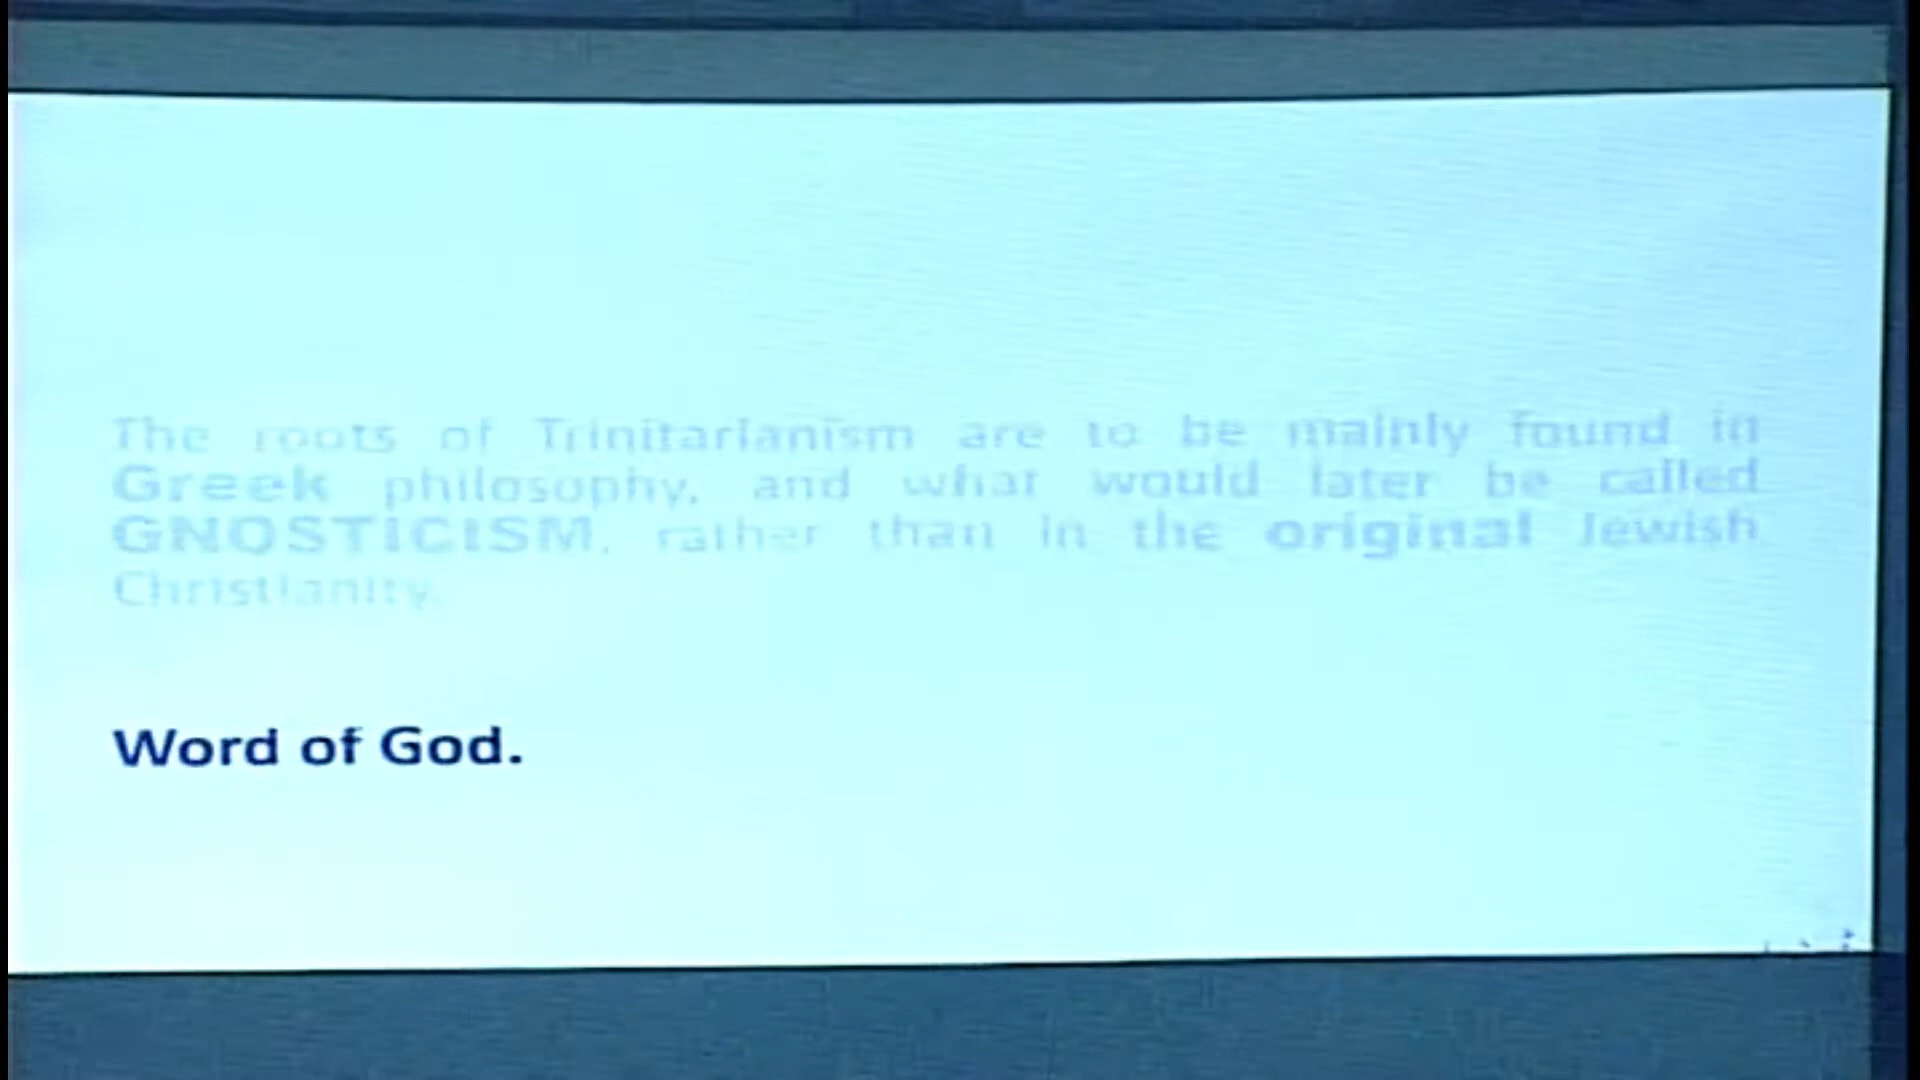 The roots of Trinitarianism are to be mainly found in
Greek philosophy, and what would later be called
GNOSTICISM, rather than in the original Jewish
Christianity.
Word of God.